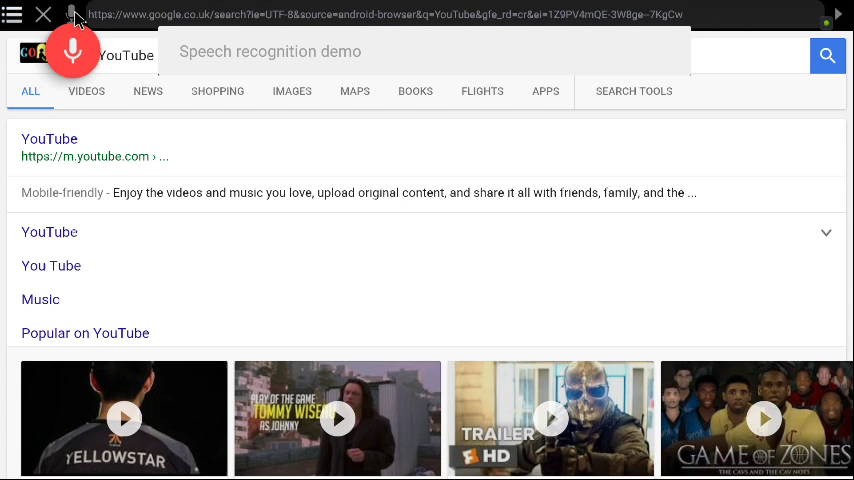 https://www.google.co.uk/search?ie=UTF-8&source=android-browser&q=YouTube&gfe_rd=cr&ei=1Z9PV4mQE-3W8ge--7KgCw
Speech recognition demo
YouTube
ALL VIDEOS NEWS SHOPPING IMAGES MAPS BOOKS FLIGHTS APPS SEARCH TOOLS
YouTube
https://m.youtube.com › ...
Mobile-friendly - Enjoy the videos and music you love, upload original content, and share it all with friends, family, and the ...
YouTube
You Tube
Music
Popular on YouTube
YELLOWSTAR
PLAY OF THE GAME
TOMMY WISEAU
AS JOHNNY
TRAILER
HD
GAME OF ZONES
THE CAVS AND THE CAV NOTS